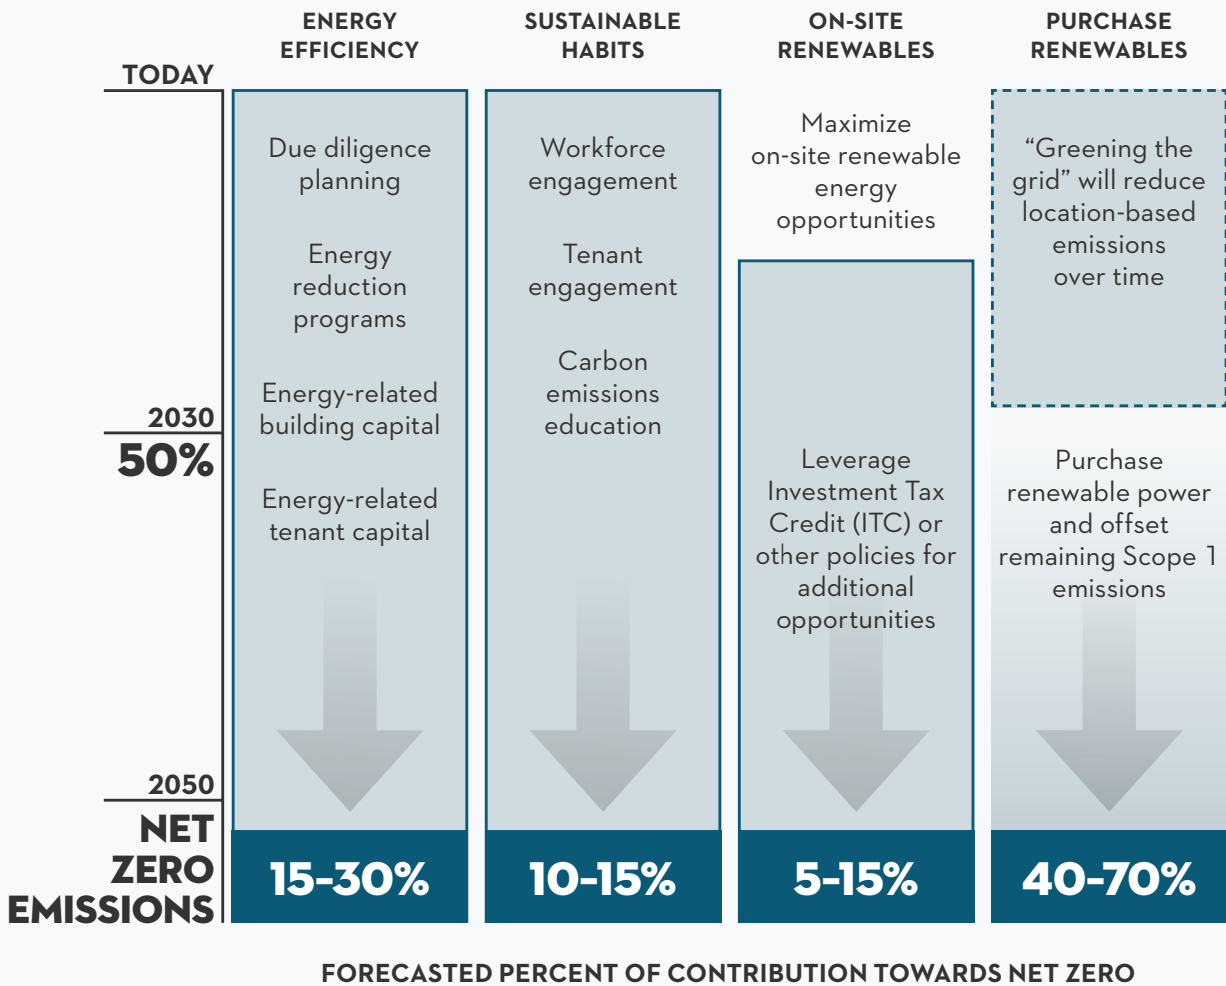 ENERGY
EFFICIENCY
SUSTAINABLE
HABITS
ON-SITE
RENEWABLES
PURCHASE
RENEWABLES
TODAY
2030
50%
2050
NET
ZERO
EMISSIONS
Due diligence
planning
Energy
reduction
programs
Energy-related
building capital
Energy-related
tenant capital
15-30%
Workforce
engagement
Tenant
engagement
Carbon
emissions
education
10-15%
Maximize
on-site renewable
energy
opportunities
Leverage
Investment Tax
Credit (ITC) or
other policies for
additional
opportunities
5-15%
“Greening the
grid” will reduce
location-based
emissions
over time
Purchase
renewable power
and offset
remaining Scope 1
emissions
40-70%
FORECASTED PERCENT OF CONTRIBUTION TOWARDS NET ZERO